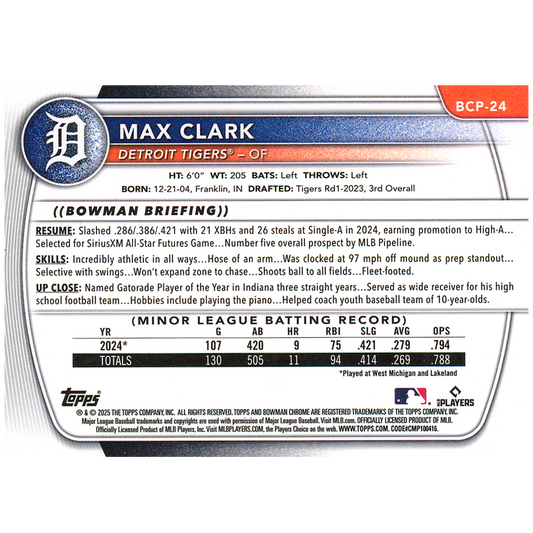 BCP-24
D
MAX CLARK
DETROIT TIGERS® – OF
HT: 6'0" WT: 205 BATS: Left THROWS: Left
BORN: 12-21-04, Franklin, IN DRAFTED: Tigers Rd1-2023, 3rd Overall
((BOWMAN BRIEFING))
RESUME: Slashed .286/.386/.421 with 21 XBHs and 26 steals at Single-A in 2024, earning promotion to High-A...
Selected for SiriusXM All-Star Futures Game...Number five overall prospect by MLB Pipeline.
SKILLS: Incredibly athletic in all ways...Hose of an arm...Was clocked at 97 mph off mound as prep standout...
Selective with swings...Won't expand zone to chase...Shoots ball to all fields...Fleet-footed.
UP CLOSE: Named Gatorade Player of the Year in Indiana three straight years...Served as wide receiver for his high
school football team...Hobbies include playing the piano...Helped coach youth baseball team of 10-year-olds.
(MINOR LEAGUE BATTING RECORD)
YR G AB HR RBI SLG AVG OPS
2024* 107 420 9 75 .421 .279 .794
TOTALS 130 505 11 94 .414 .269 .788
*Played at West Michigan and Lakeland
Topps
MLB PLAYERS
® & © 2025 THE TOPPS COMPANY, INC. ALL RIGHTS RESERVED. TOPPS AND BOWMAN CHROME ARE REGISTERED TRADEMARKS OF THE TOPPS COMPANY, INC.
Major League Baseball trademarks and copyrights are used with permission of Major League Baseball. Visit MLB.com. OFFICIALLY LICENSED PRODUCT OF MLB.
Officially Licensed Product of MLB Players, Inc. Visit MLBPLAYERS.com, the Players Choice on the web. WWW.TOPPS.COM. CODE#CMP100416.